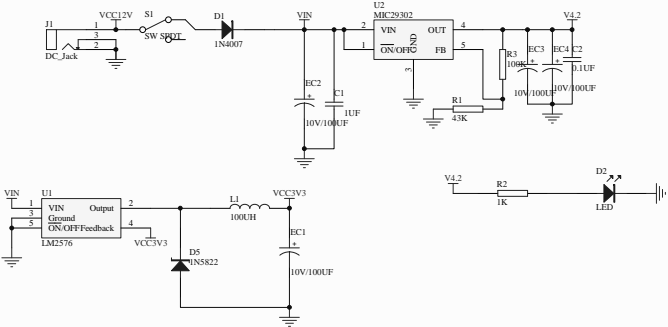 J1
1
3
2
DC_Jack
VCC12V
S1
SW SPDT
D1
1N4007
VIN
EC2
+
10V/100UF
C1
1UF
U2
MIC29302
2
VIN
OUT
4
1
ON/OFF
GND
FB
5
3
R3
100K
R1
43K
V4.2
EC3
+
10V/100UF
EC4
+
10V/100UF
C2
0.1UF
VIN
U1
1
VIN
Output
2
3
Ground
5
ON/OFF
Feedback
4
LM2576
VCC3V3
L1
100UH
VCC3V3
D5
1N5822
EC1
+
10V/100UF
V4.2
R2
1K
D2
LED